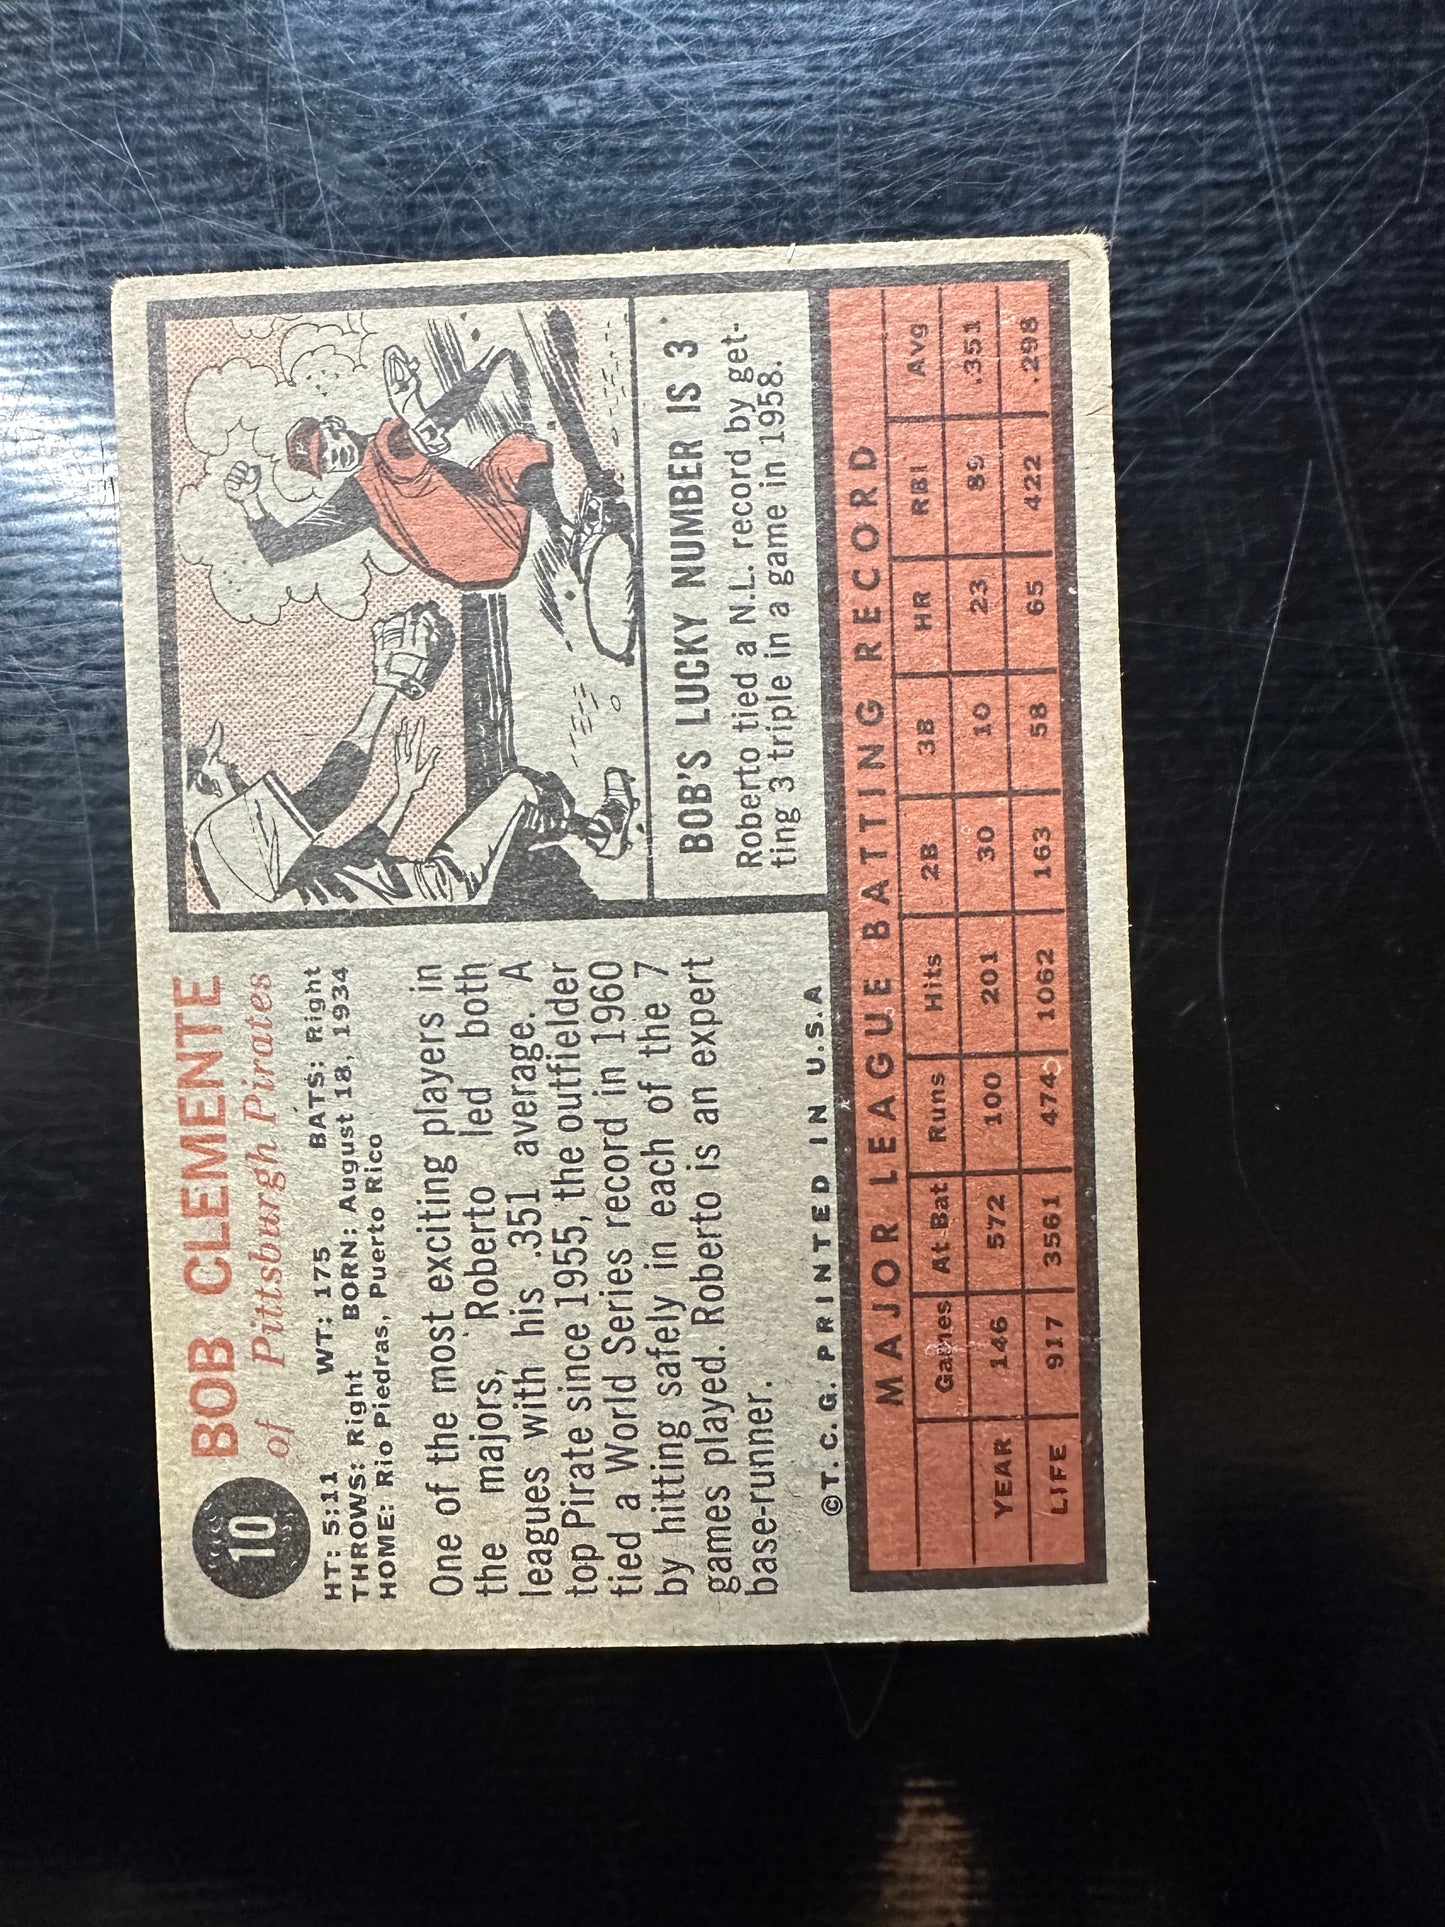 10
BOB CLEMENTE
of Pittsburgh Pirates
HT: 5:11 WT: 175 BATS: Right
THROWS: Right BORN: August 18, 1934
HOME: Rio Piedras, Puerto Rico
One of the most exciting players in
the majors, Roberto led both
leagues with his .351 average. A
top Pirate since 1955, the outfielder
tied a World Series record in 1960
by hitting safely in each of the 7
games played. Roberto is an expert
base-runner.
©T.C.G. PRINTED IN U.S.A
P
BOB'S LUCKY NUMBER IS 3
Roberto tied a N.L. record by get-
ting 3 triple in a game in 1958.
MAJOR LEAGUE BATTING RECORD
Games At Bat Runs Hits 2B 3B HR RBI Avg
YEAR 146 572 100 201 30 10 23 89 .351
LIFE 917 3561 474 1062 163 58 65 422 .298